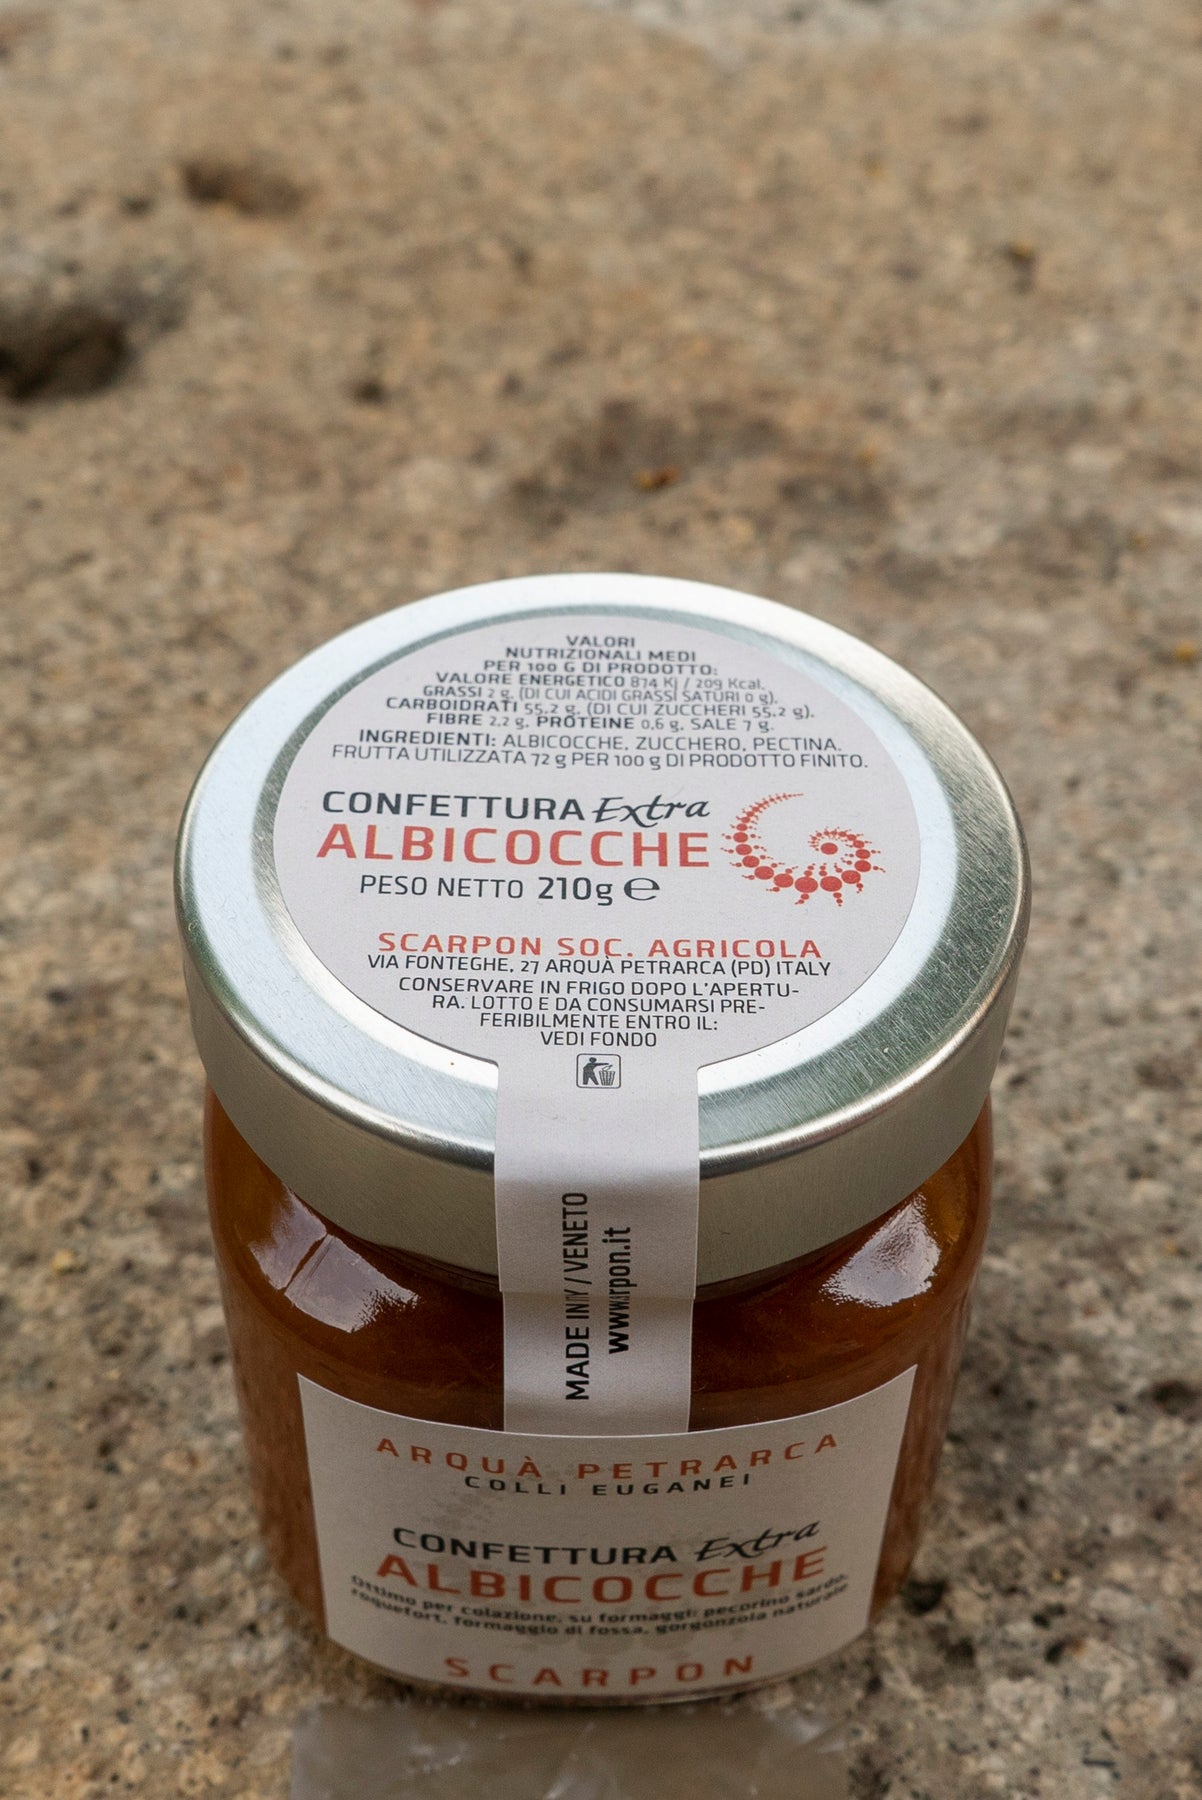 VALORI
NUTRIZIONALI MEDI
PER 100 G DI PRODOTTO:
VALORE ENERGETICO 874 Kj / 209 Kcal.
GRASSI 2 g. (DI CUI ACIDI GRASSI SATURI 0 g).
CARBOIDRATI 55,2 g. (DI CUI ZUCCHERI 55,2 g).
FIBRE 2,2 g. PROTEINE 0,6 g. SALE 7 g.
INGREDIENTI: ALBICOCCHE, ZUCCHERO, PECTINA.
FRUTTA UTILIZZATA 72 g PER 100 g DI PRODOTTO FINITO.
CONFETTURA Extra
ALBICOCCHE
PESO NETTO 210g ℮
SCARPON SOC. AGRICOLA
VIA FONTEGHE, 27 ARQUÀ PETRARCA (PD) ITALY
CONSERVARE IN FRIGO DOPO L'APERTU-
RA. LOTTO E DA CONSUMARSI PRE-
FERIBILMENTE ENTRO IL:
VEDI FONDO
MADE IN / VENETO
ARQUÀ PETRARCA
COLLI EUGANEI
CONFETTURA Extra
ALBICOCCHE
Ottimo per colazione, su formaggi: pecorino sardo,
roquefort, formaggio di fossa, gorgonzola naturale
SCARPON